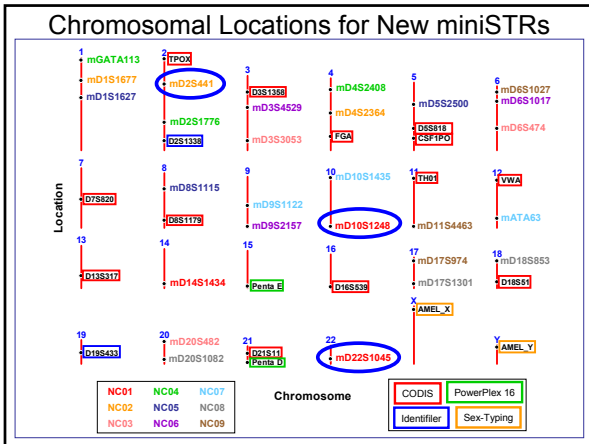 Chromosomal Locations for New miniSTRs
1 2 3 4 5 6
mGATA113 TPOX
mD1S1677 mD2S441 D3S1358 mD4S2408 mD6S1027
mD1S1627 mD3S4529 mD5S2500 mD6S1017
mD2S1776 mD4S2364
D2S1338 mD3S3053 FGA D5S818 mD6S474
CSF1PO
7 8 9 10 11 12
mD10S1435 TH01 VWA
D7S820 mD8S1115 mD9S1122
D8S1179 mD9S2157 mD10S1248 mD11S4463 mATA63
13 14 15 16 17 18
mD17S974 mD18S853
D13S317 mD14S1434 Penta E D16S539 mD17S1301 D18S51
X
AMEL_X
19 20 21 22 Y
mD20S482
D19S433 mD20S1082 D21S11 mD22S1045 AMEL_Y
Penta D
Location
Chromosome
NC01 NC04 NC07
NC02 NC05 NC08
NC03 NC06 NC09
CODIS PowerPlex 16
Identifiler Sex-Typing